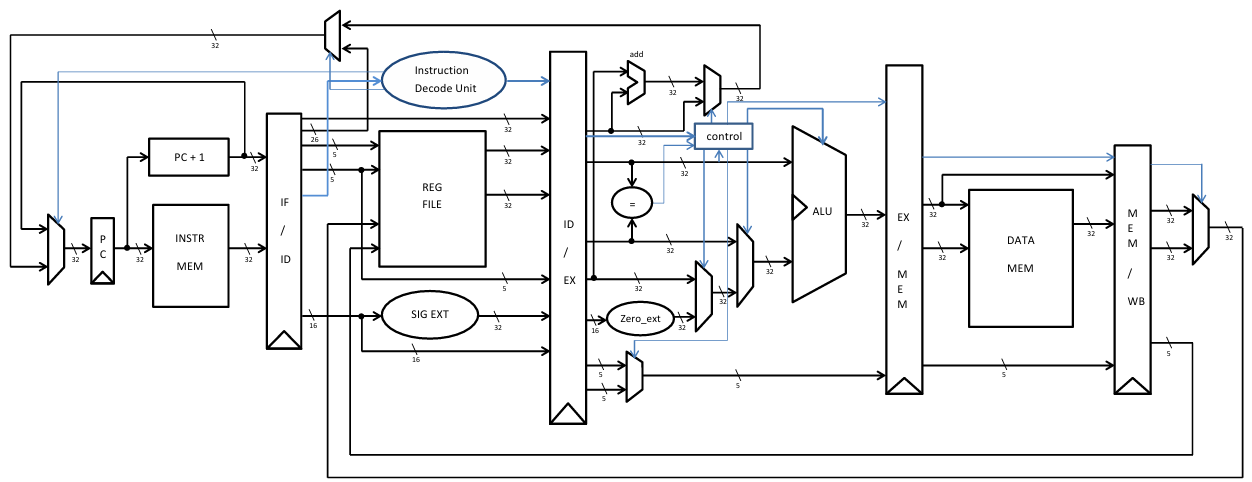 32
add
Instruction
Decode Unit
32
32
control
26
32
32
5
PC + 1
32
32
32
5
32
REG
FILE
IF
/
ID
=
ALU
EX
/
M
E
M
M
E
M
/
WB
P
C
INSTR
MEM
ID
/
EX
DATA
MEM
32
32
32
32
32
32
32
32
32
32
32
32
5
32
32
32
SIG EXT
Zero_ext
16
32
16
32
16
5
5
5
5
5